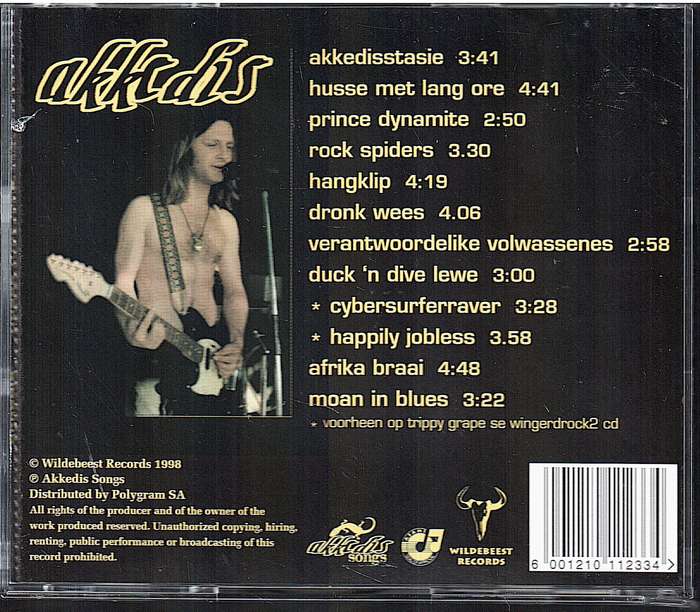 akkedis
akkedisstasie 3:41
husse met lang ore 4:41
prince dynamite 2:50
rock spiders 3.30
hangklip 4:19
dronk wees 4.06
verantwoordelike volwassenes 2:58
duck 'n dive lewe 3:00
* cybersurferraver 3:28
* happily jobless 3.58
afrika braai 4:48
moan in blues 3:22
* voorheen op trippy grape se wingerdrock2 cd
© Wildebeest Records 1998
℗ Akkedis Songs
Distributed by Polygram SA
All rights of the producer and of the owner of the
work produced reserved. Unauthorized copying, hiring,
renting, public performance or broadcasting of this
record prohibited.
akkedis
songs
WILDEBEEST
RECORDS
6 001210 112334